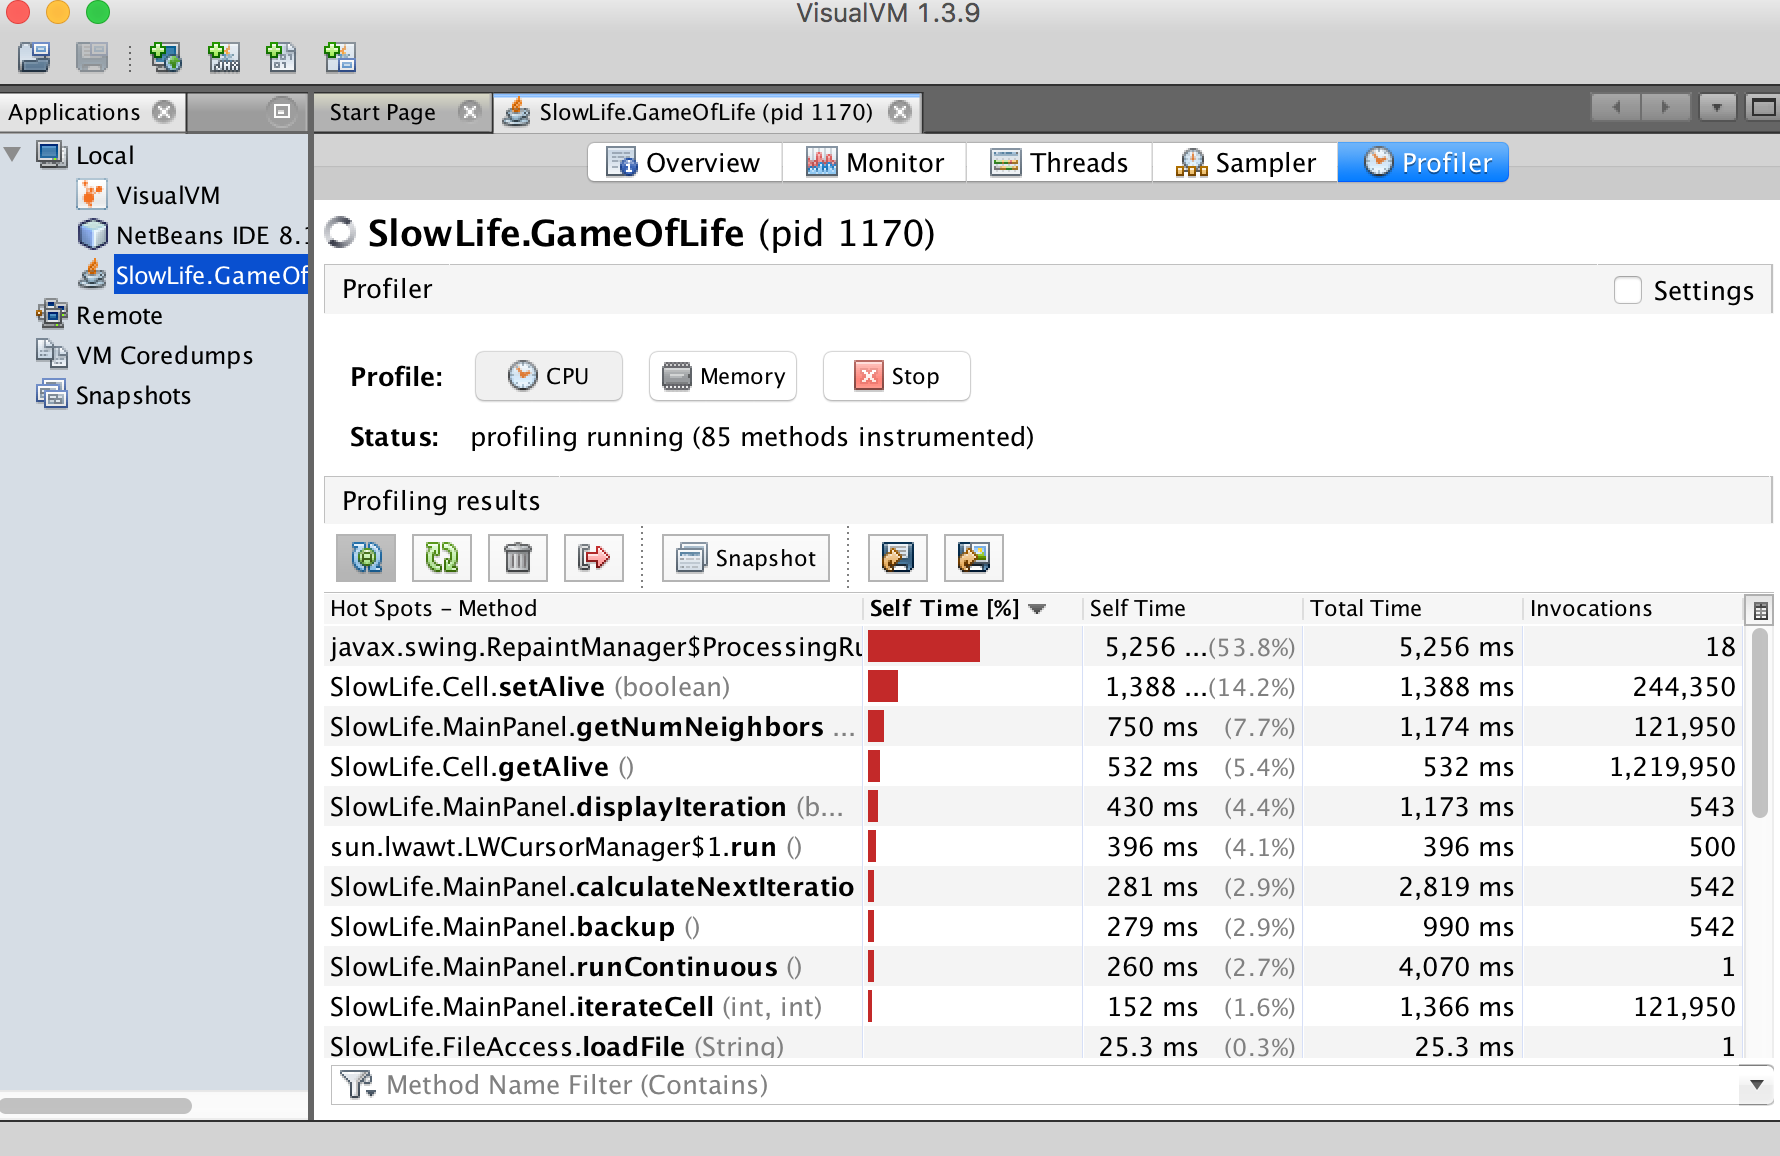 VisualVM 1.3.9
Applications
Start Page
SlowLife.GameOfLife (pid 1170)
Local
VisualVM
NetBeans IDE 8.1
SlowLife.GameOf
Remote
VM Coredumps
Snapshots
Overview Monitor Threads Sampler Profiler
SlowLife.GameOfLife (pid 1170)
Profiler Settings
Profile: CPU Memory Stop
Status: profiling running (85 methods instrumented)
Profiling results
Snapshot
Hot Spots – Method Self Time [%] Self Time Total Time Invocations
javax.swing.RepaintManager$ProcessingRu 5,256 ...(53.8%) 5,256 ms 18
SlowLife.Cell.setAlive (boolean) 1,388 ...(14.2%) 1,388 ms 244,350
SlowLife.MainPanel.getNumNeighbors ... 750 ms (7.7%) 1,174 ms 121,950
SlowLife.Cell.getAlive () 532 ms (5.4%) 532 ms 1,219,950
SlowLife.MainPanel.displayIteration (b... 430 ms (4.4%) 1,173 ms 543
sun.lwawt.LWCursorManager$1.run () 396 ms (4.1%) 396 ms 500
SlowLife.MainPanel.calculateNextIteratio 281 ms (2.9%) 2,819 ms 542
SlowLife.MainPanel.backup () 279 ms (2.9%) 990 ms 542
SlowLife.MainPanel.runContinuous () 260 ms (2.7%) 4,070 ms 1
SlowLife.MainPanel.iterateCell (int, int) 152 ms (1.6%) 1,366 ms 121,950
SlowLife.FileAccess.loadFile (String) 25.3 ms (0.3%) 25.3 ms 1
Method Name Filter (Contains)